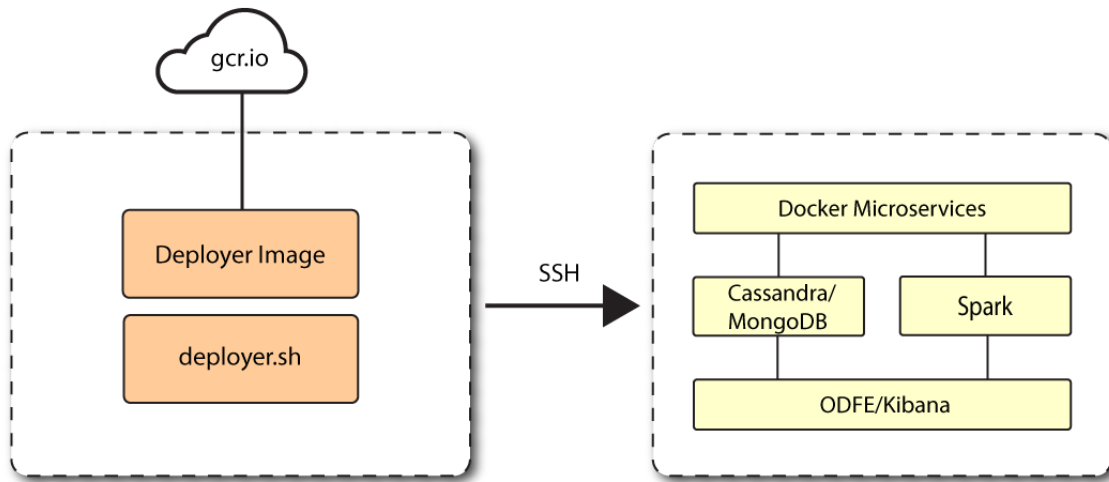 gcr.io
Deployer Image
deployer.sh
SSH
Docker Microservices
Cassandra/
MongoDB
Spark
ODFE/Kibana